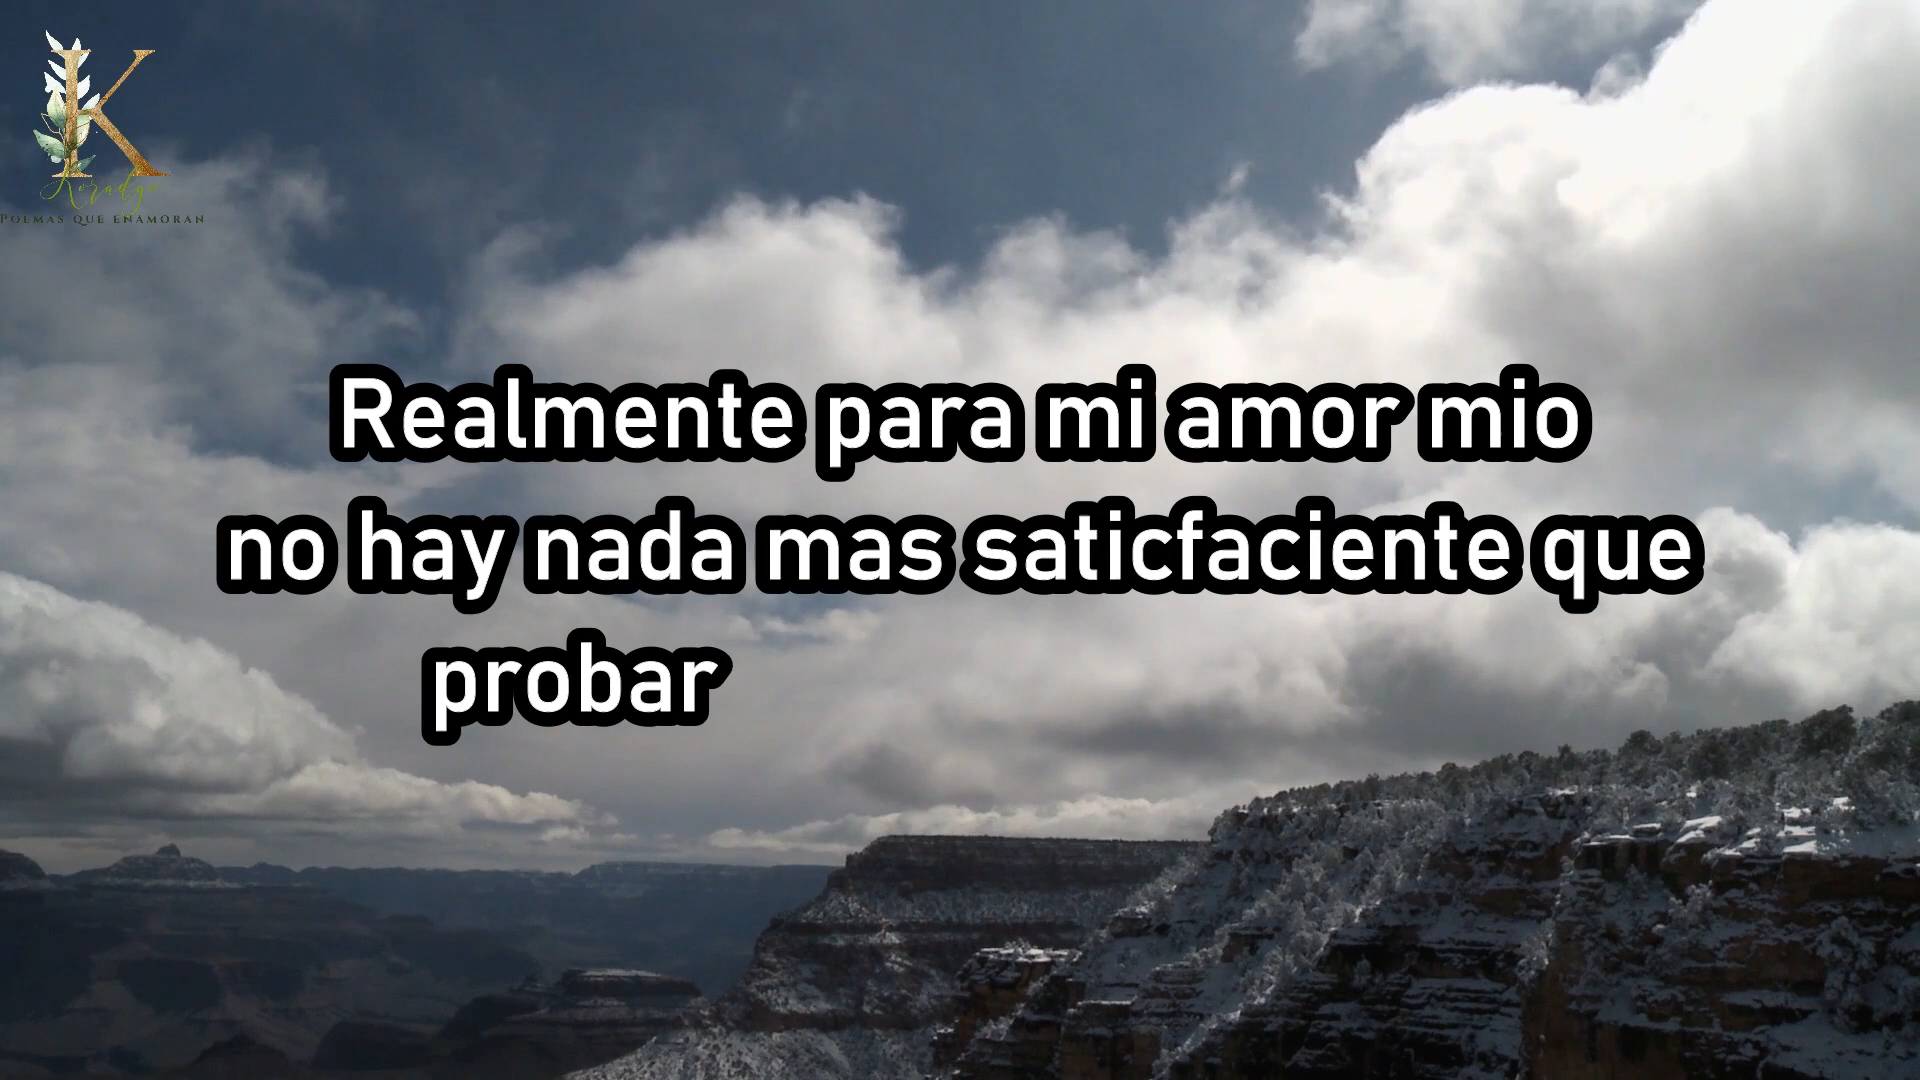 K
POEMAS QUE ENAMORAN
Realmente para mi amor mio
no hay nada mas saticfaciente que
probar